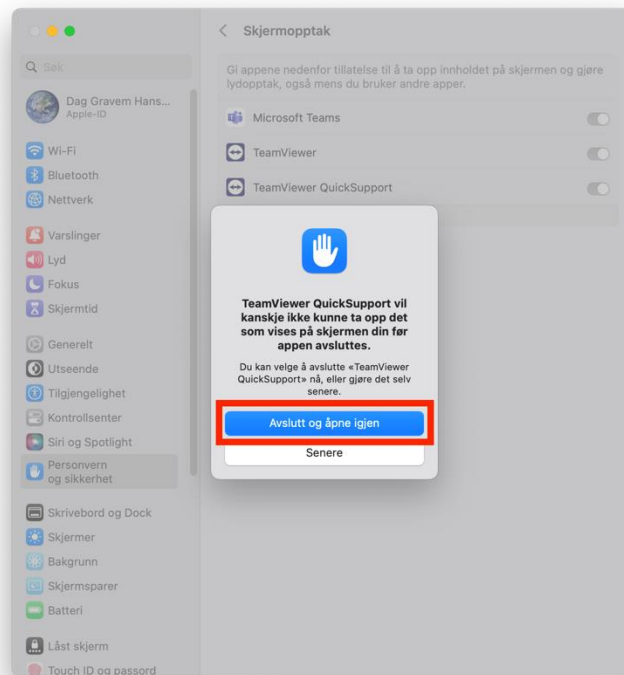 Skjermopptak
Søk
Gi appene nedenfor tillatelse til å ta opp innholdet på skjermen og gjøre
lydopptak, også mens du bruker andre apper.
Dag Gravem Hans...
Apple-ID
Microsoft Teams
TeamViewer
TeamViewer QuickSupport
Wi-Fi
Bluetooth
Nettverk
Varslinger
Lyd
Fokus
Skjermtid
Generelt
Utseende
Tilgjengelighet
Kontrollsenter
Siri og Spotlight
Personvern
og sikkerhet
Skrivebord og Dock
Skjermer
Bakgrunn
Skjermsparer
Batteri
Låst skjerm
Touch ID og passord
TeamViewer QuickSupport vil
kanskje ikke kunne ta opp det
som vises på skjermen din før
appen avsluttes.
Du kan velge å avslutte «TeamViewer
QuickSupport» nå, eller gjøre det selv
senere.
Avslutt og åpne igjen
Senere